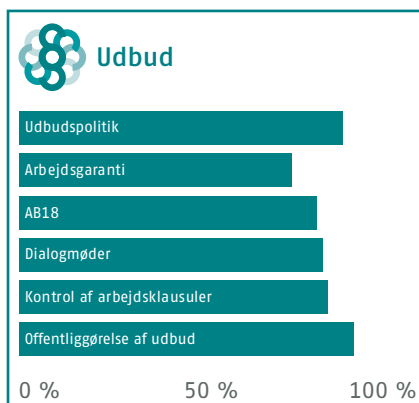 Udbud
Udbudspolitik
Arbejdsgaranti
AB18
Dialogmøder
Kontrol af arbejdsklausuler
Offentliggørelse af udbud
0 % 50 % 100 %